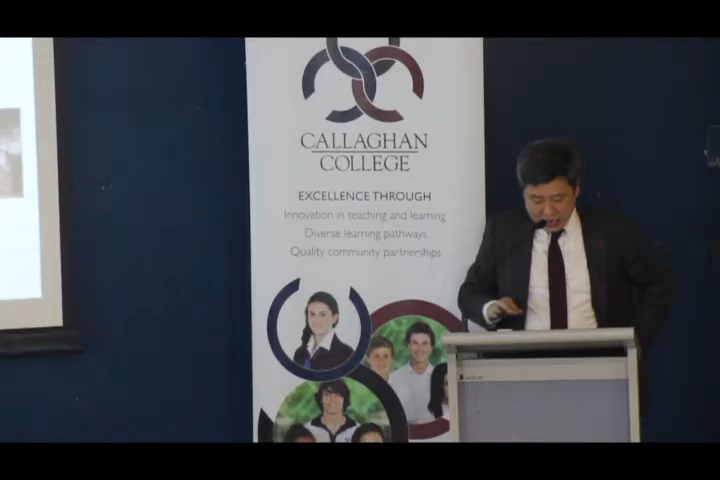 CALLAGHAN
COLLEGE
EXCELLENCE THROUGH
Innovation in teaching and learning
Diverse learning pathways
Quality community partnerships